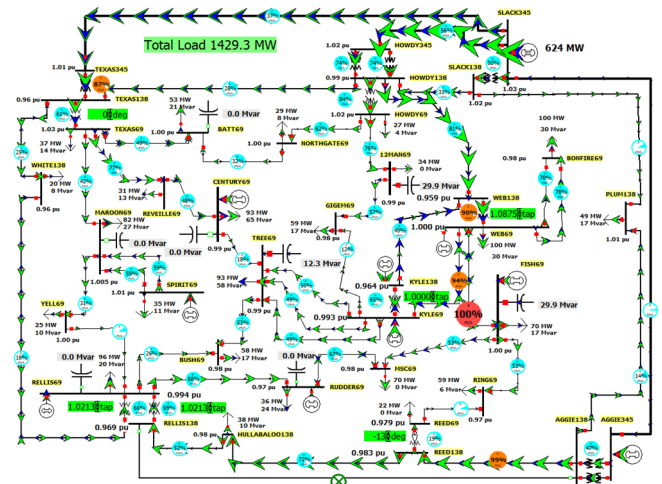 SLACK345
Total Load 1429.3 MW
HOWDY345
1.02 pu
624 MW
1.01 pu
TEXAS345
SLACK138
1.03 pu
0.99 pu
HOWDY138
1.02 pu
0.96 pu
TEXAS138
0 deg
53 MW
21 Mvar
0.0 Mvar
29 MW
8 Mvar
1.02 pu
HOWDY69
27 MW
4 Mvar
1.03 pu
TEXAS69
37 MW
14 Mvar
1.00 pu
BATT69
1.00 pu
NORTHGATE69
100 MW
30 Mvar
0.98 pu
BONFIRE69
WHITE138
20 MW
8 Mvar
0.96 pu
31 MW
13 Mvar
REVEILLE69
CENTURY69
12MAN69
34 MW
0 Mvar
29.9 Mvar
0.99 pu
0.959 pu
WEB138
1.0875 tap
PLUM138
49 MW
17 Mvar
1.01 pu
MAROON69
82 MW
27 Mvar
0.0 Mvar
0.0 Mvar
93 MW
65 Mvar
0.99 pu
GIGEM69
59 MW
17 Mvar
0.98 pu
1.000 pu
WEB69
100 MW
30 Mvar
FISH69
TREE69
12.3 Mvar
93 MW
58 Mvar
0.99 pu
1.005 pu
1.01 pu
SPIRIT69
35 MW
11 Mvar
0.964 pu
KYLE138
1.0000 tap
0.993 pu
KYLE69
94%
100%
29.9 Mvar
70 MW
17 Mvar
1.00 pu
YELL69
25 MW
10 Mvar
1.00 pu
0.0 Mvar
96 MW
20 Mvar
BUSH69
58 MW
17 Mvar
0.98 pu
0.0 Mvar
0.98 pu
MSC69
70 MW
0 Mvar
RELLIS69
0.994 pu
1.0213 tap
1.0213 tap
0.97 pu
36 MW
24 Mvar
RUDDER69
59 MW
6 Mvar
RING69
0.97 pu
22 MW
0 Mvar
0.979 pu
REED69
0.969 pu
RELLIS138
38 MW
10 Mvar
0.98 pu
HULLABALOO138
-13 deg
0.983 pu
REED138
99%
AGGIE138
AGGIE345